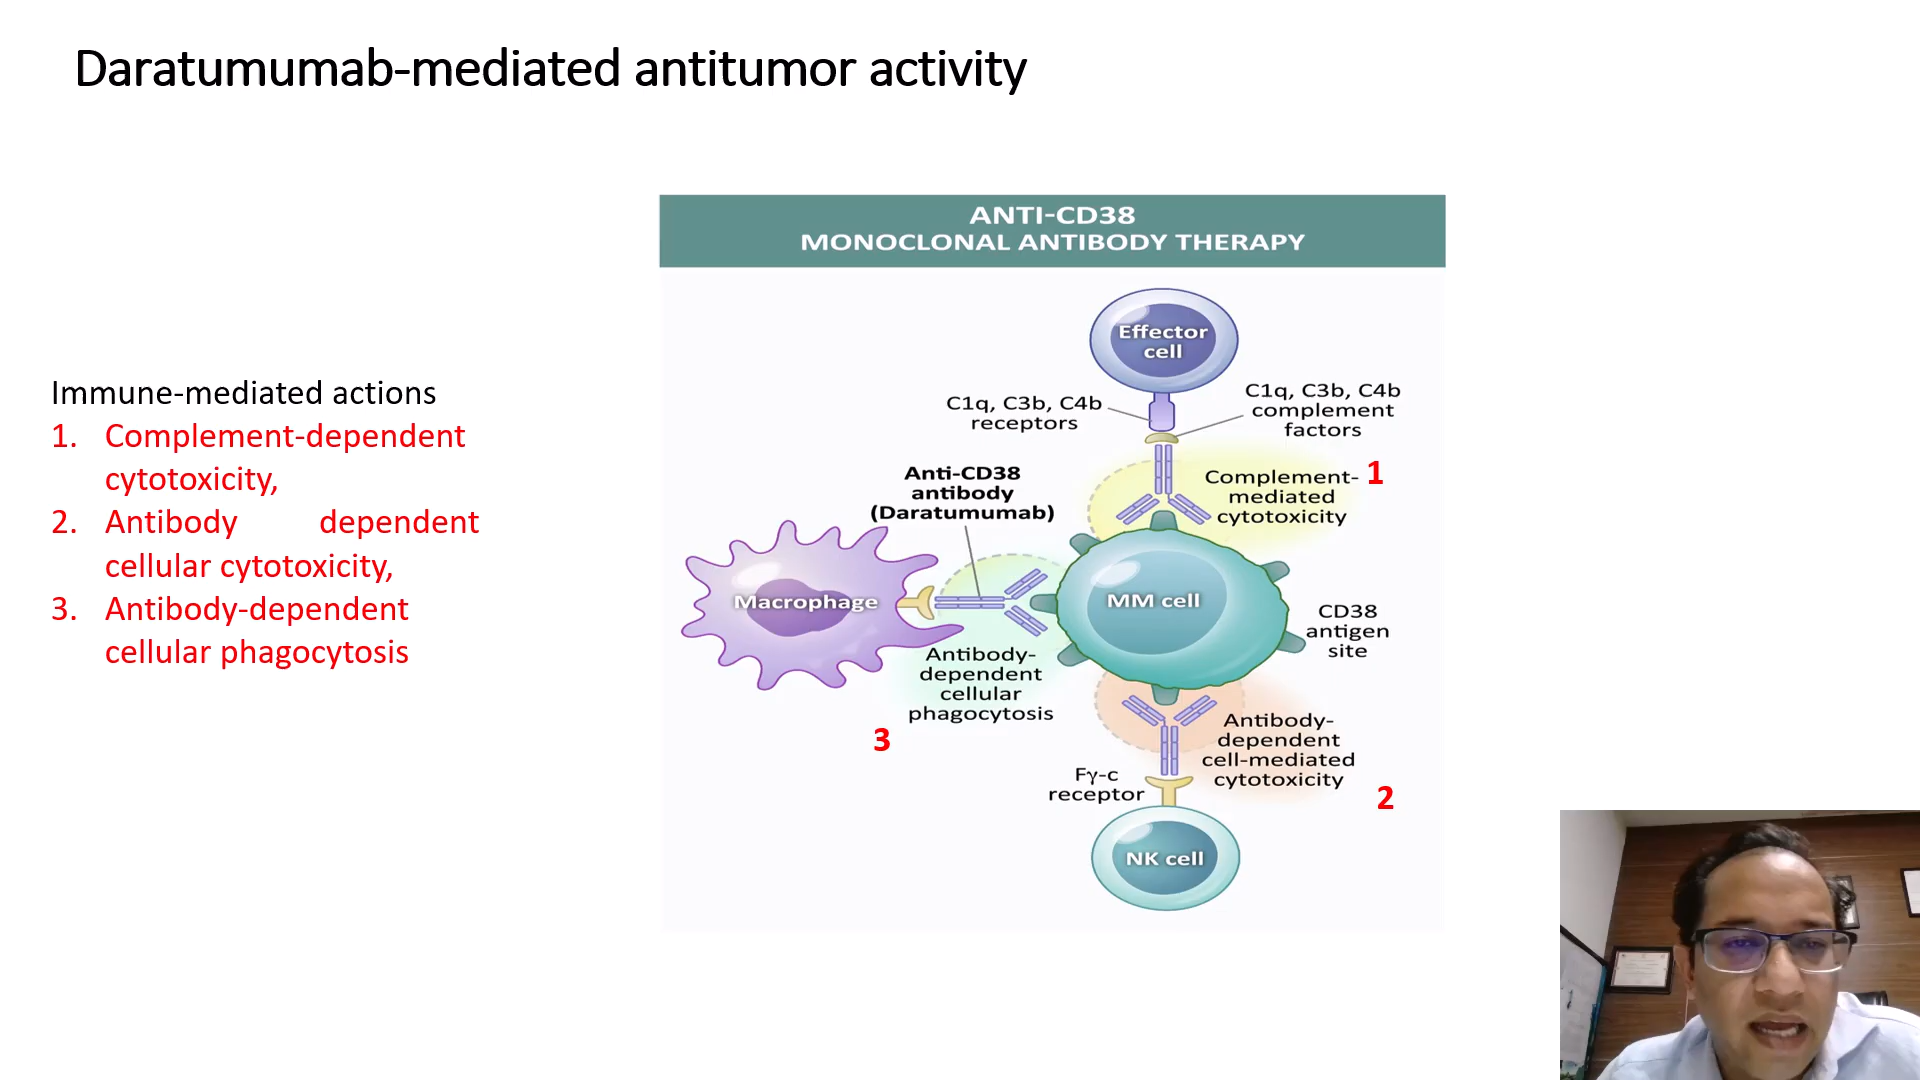 Daratumumab-mediated antitumor activity
Immune-mediated actions
1. Complement-dependent
cytotoxicity,
2. Antibody dependent
cellular cytotoxicity,
3. Antibody-dependent
cellular phagocytosis
ANTI-CD38
MONOCLONAL ANTIBODY THERAPY
Effector
cell
C1q, C3b, C4b
receptors
C1q, C3b, C4b
complement
factors
Anti-CD38
antibody
(Daratumumab)
Complement-
mediated
cytotoxicity
1
Macrophage
MM cell
CD38
antigen
site
Antibody-
dependent
cellular
phagocytosis
3
Antibody-
dependent
cell-mediated
cytotoxicity
2
Fγ-c
receptor
NK cell